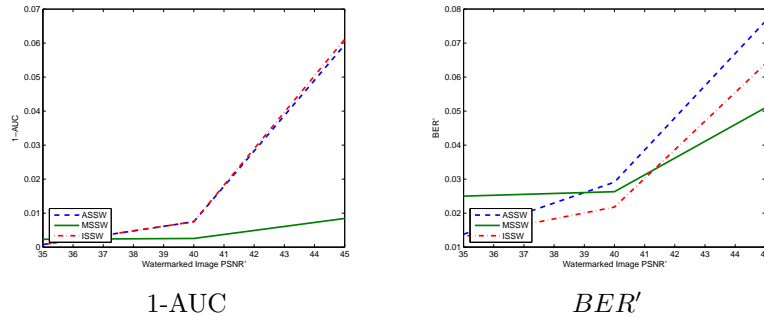 0.07
0.06
0.05
0.04
0.03
0.02
0.01
0
1−AUC
ASSW
MSSW
ISSW
35 36 37 38 39 40 41 42 43 44 45
Watermarked Image PSNR'
1-AUC
0.08
0.07
0.06
0.05
0.04
0.03
0.02
0.01
BER'
ASSW
MSSW
ISSW
35 36 37 38 39 40 41 42 43 44
Watermarked Image PSNR'
BER′